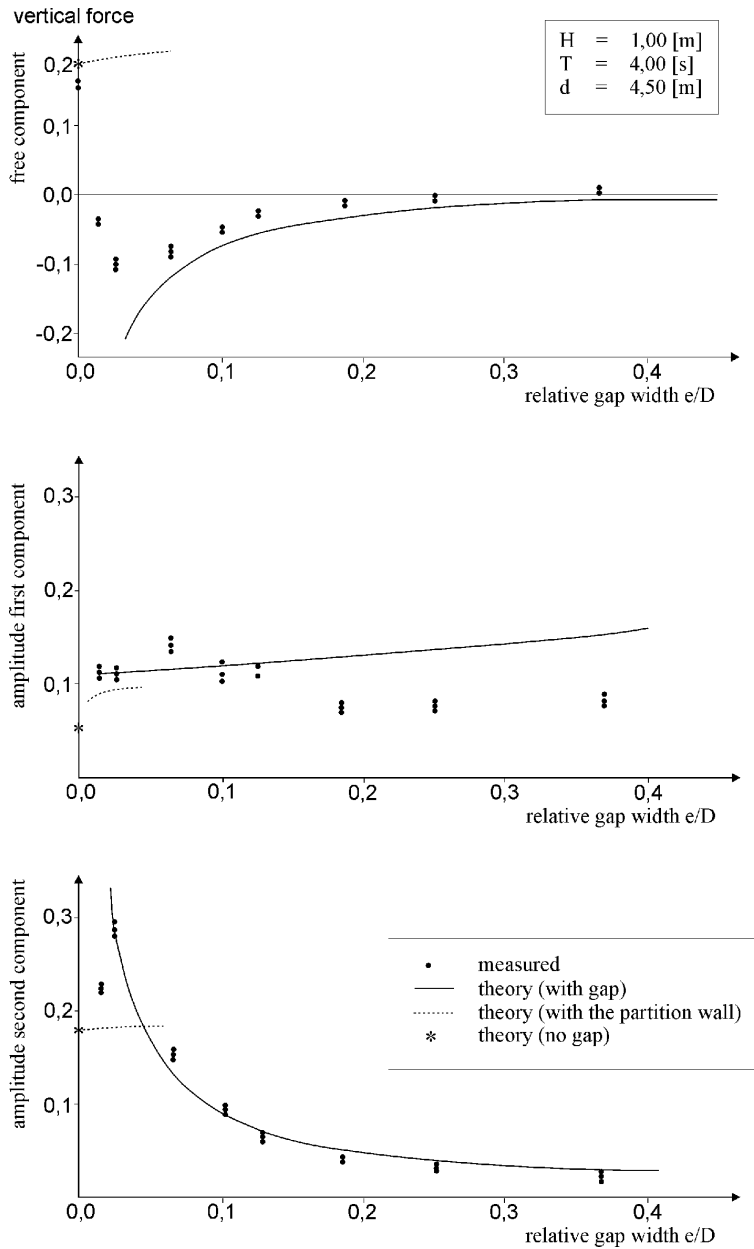 vertical force
free component
H = 1,00 [m]
T = 4,00 [s]
d = 4,50 [m]
0,2
0,1
0,0
-0,1
-0,2
0,0 0,1 0,2 0,3 0,4
relative gap width e/D
amplitude first component
0,3
0,2
0,1
0,0 0,1 0,2 0,3 0,4
relative gap width e/D
amplitude second component
0,3
0,2
0,1
measured
theory (with gap)
theory (with the partition wall)
theory (no gap)
0,0 0,1 0,2 0,3 0,4
relative gap width e/D